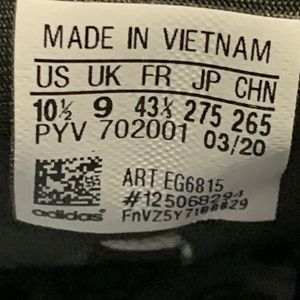 MADE IN VIETNAM
US UK FR JP CHN
10½ 9 43⅓ 275 265
PYV 702001 03/20
ART EG6815
adidas